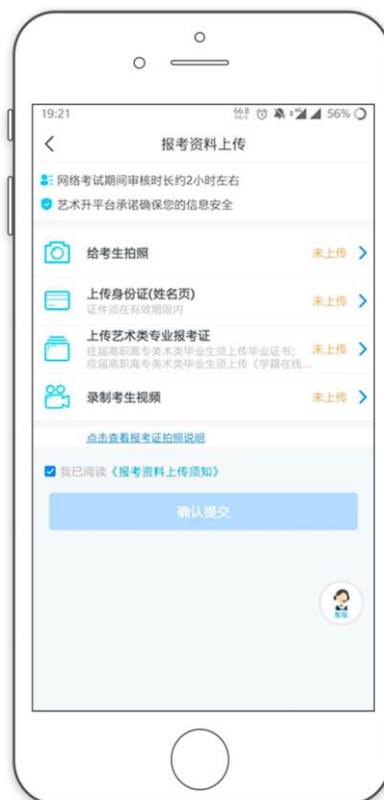 19:21
66.8
56%
报考资料上传
网络考试期间审核时长约2小时左右
艺术升平台承诺确保您的信息安全
给考生拍照 未上传
上传身份证(姓名页) 未上传
证件须在有效期限内
上传艺术类专业报考证 未上传
往届高职高专美术类毕业生须上传毕业证书;
应届高职高专美术类毕业生须上传《学籍在线...
录制考生视频 未上传
点击查看报考证拍照说明
我已阅读《报考资料上传须知》
确认提交
客服